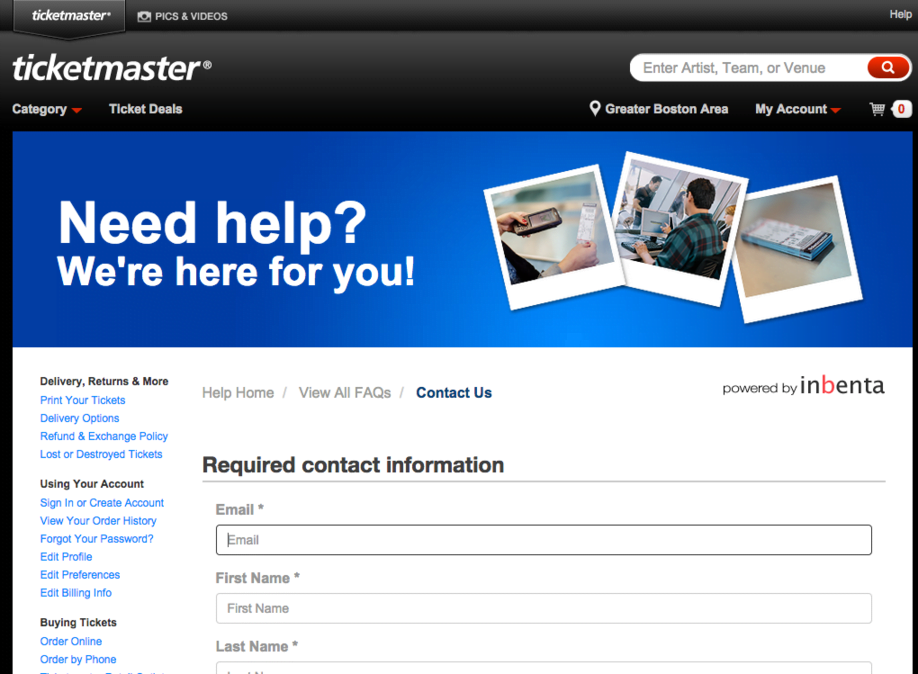 ticketmaster®
PICS & VIDEOS
Help
ticketmaster®
Enter Artist, Team, or Venue
Category
Ticket Deals
Greater Boston Area
My Account
0
Need help?
We're here for you!
Delivery, Returns & More
Print Your Tickets
Delivery Options
Refund & Exchange Policy
Lost or Destroyed Tickets
Using Your Account
Sign In or Create Account
View Your Order History
Forgot Your Password?
Edit Profile
Edit Preferences
Edit Billing Info
Buying Tickets
Order Online
Order by Phone
Help Home / View All FAQs / Contact Us
powered by inbenta
Required contact information
Email *
Email
First Name *
First Name
Last Name *